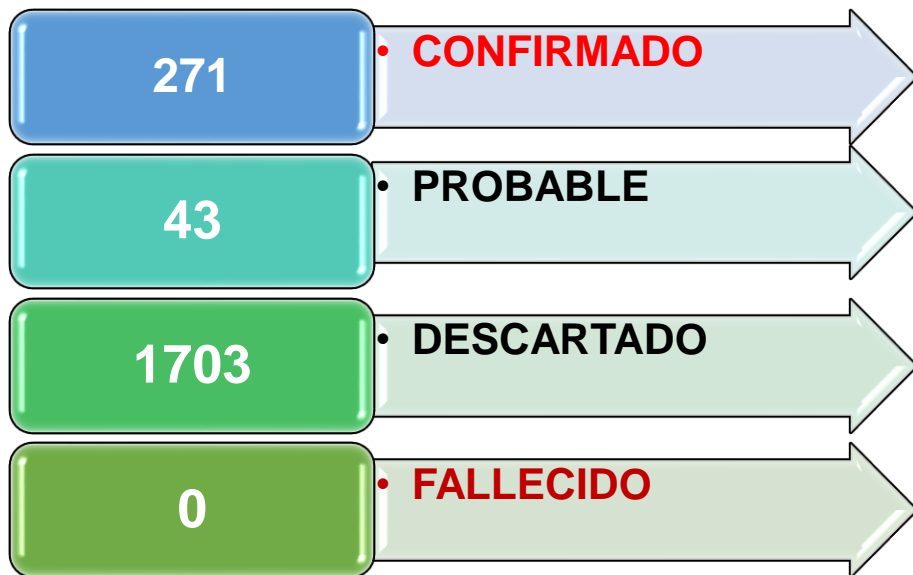 271
• CONFIRMADO
43
• PROBABLE
1703
• DESCARTADO
0
• FALLECIDO